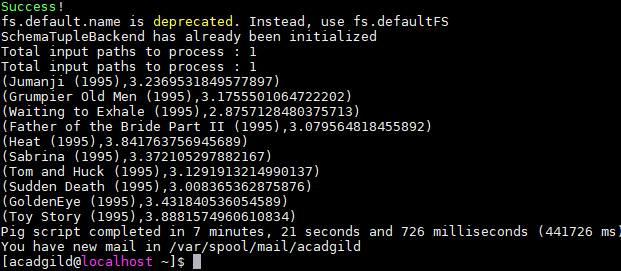 Success!
fs.default.name is deprecated. Instead, use fs.defaultFS
SchemaTupleBackend has already been initialized
Total input paths to process : 1
Total input paths to process : 1
(Jumanji (1995),3.2369531849577897)
(Grumpier Old Men (1995),3.1755501064722202)
(Waiting to Exhale (1995),2.8757128480375713)
(Father of the Bride Part II (1995),3.079564818455892)
(Heat (1995),3.841763756945689)
(Sabrina (1995),3.372105297882167)
(Tom and Huck (1995),3.1291913214990137)
(Sudden Death (1995),3.008365362875876)
(GoldenEye (1995),3.431840536054589)
(Toy Story (1995),3.8881574960610834)
Pig script completed in 7 minutes, 21 seconds and 726 milliseconds (441726 ms)
You have new mail in /var/spool/mail/acadgild
[acadgild@localhost ~]$